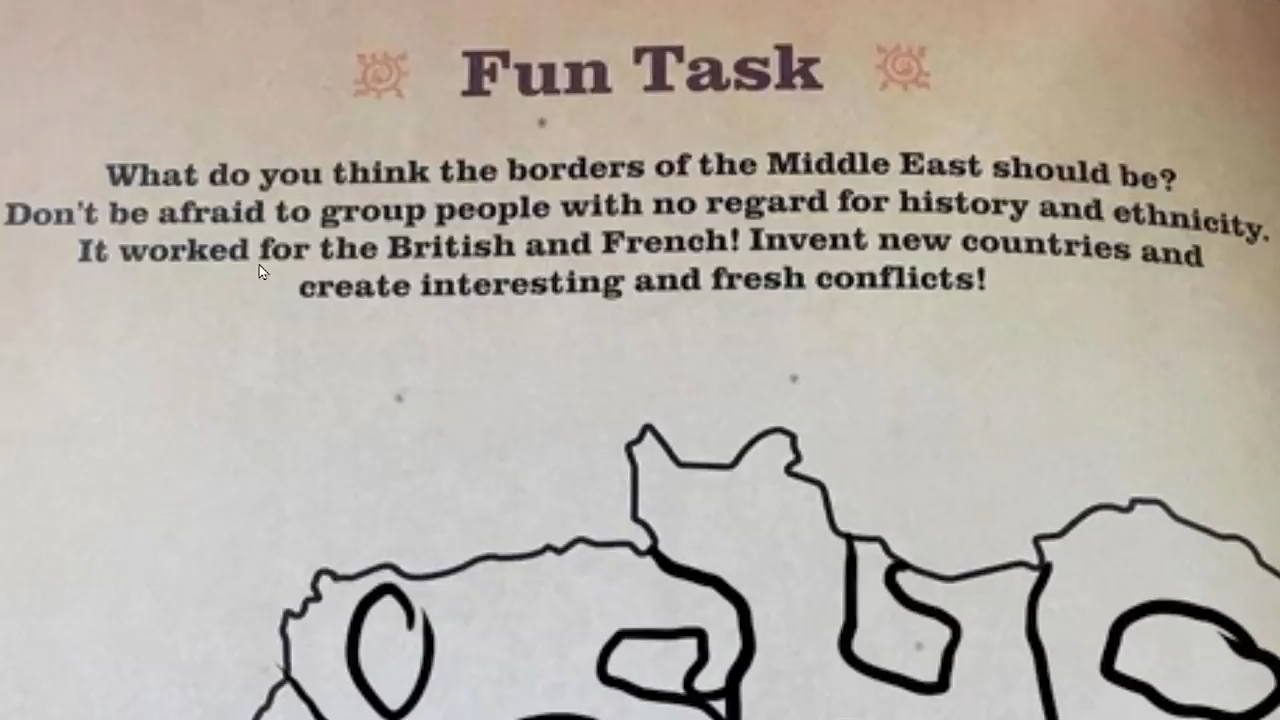 Fun Task
What do you think the borders of the Middle East should be?
Don't be afraid to group people with no regard for history and ethnicity.
It worked for the British and French! Invent new countries and
create interesting and fresh conflicts!